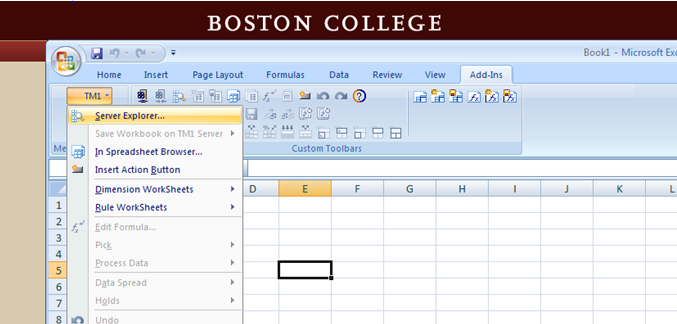 BOSTON COLLEGE
Book1 - Microsoft Exc
Home Insert Page Layout Formulas Data Review View Add-Ins
TM1
Server Explorer...
Save Workbook on TM1 Server
Me
In Spreadsheet Browser...
Custom Toolbars
Insert Action Button
Dimension WorkSheets
D E F G H I J K L
Rule WorkSheets
1
2
Edit Formula...
3
Pick
4
Process Data
5
Data Spread
6
Holds
7
Undo
8